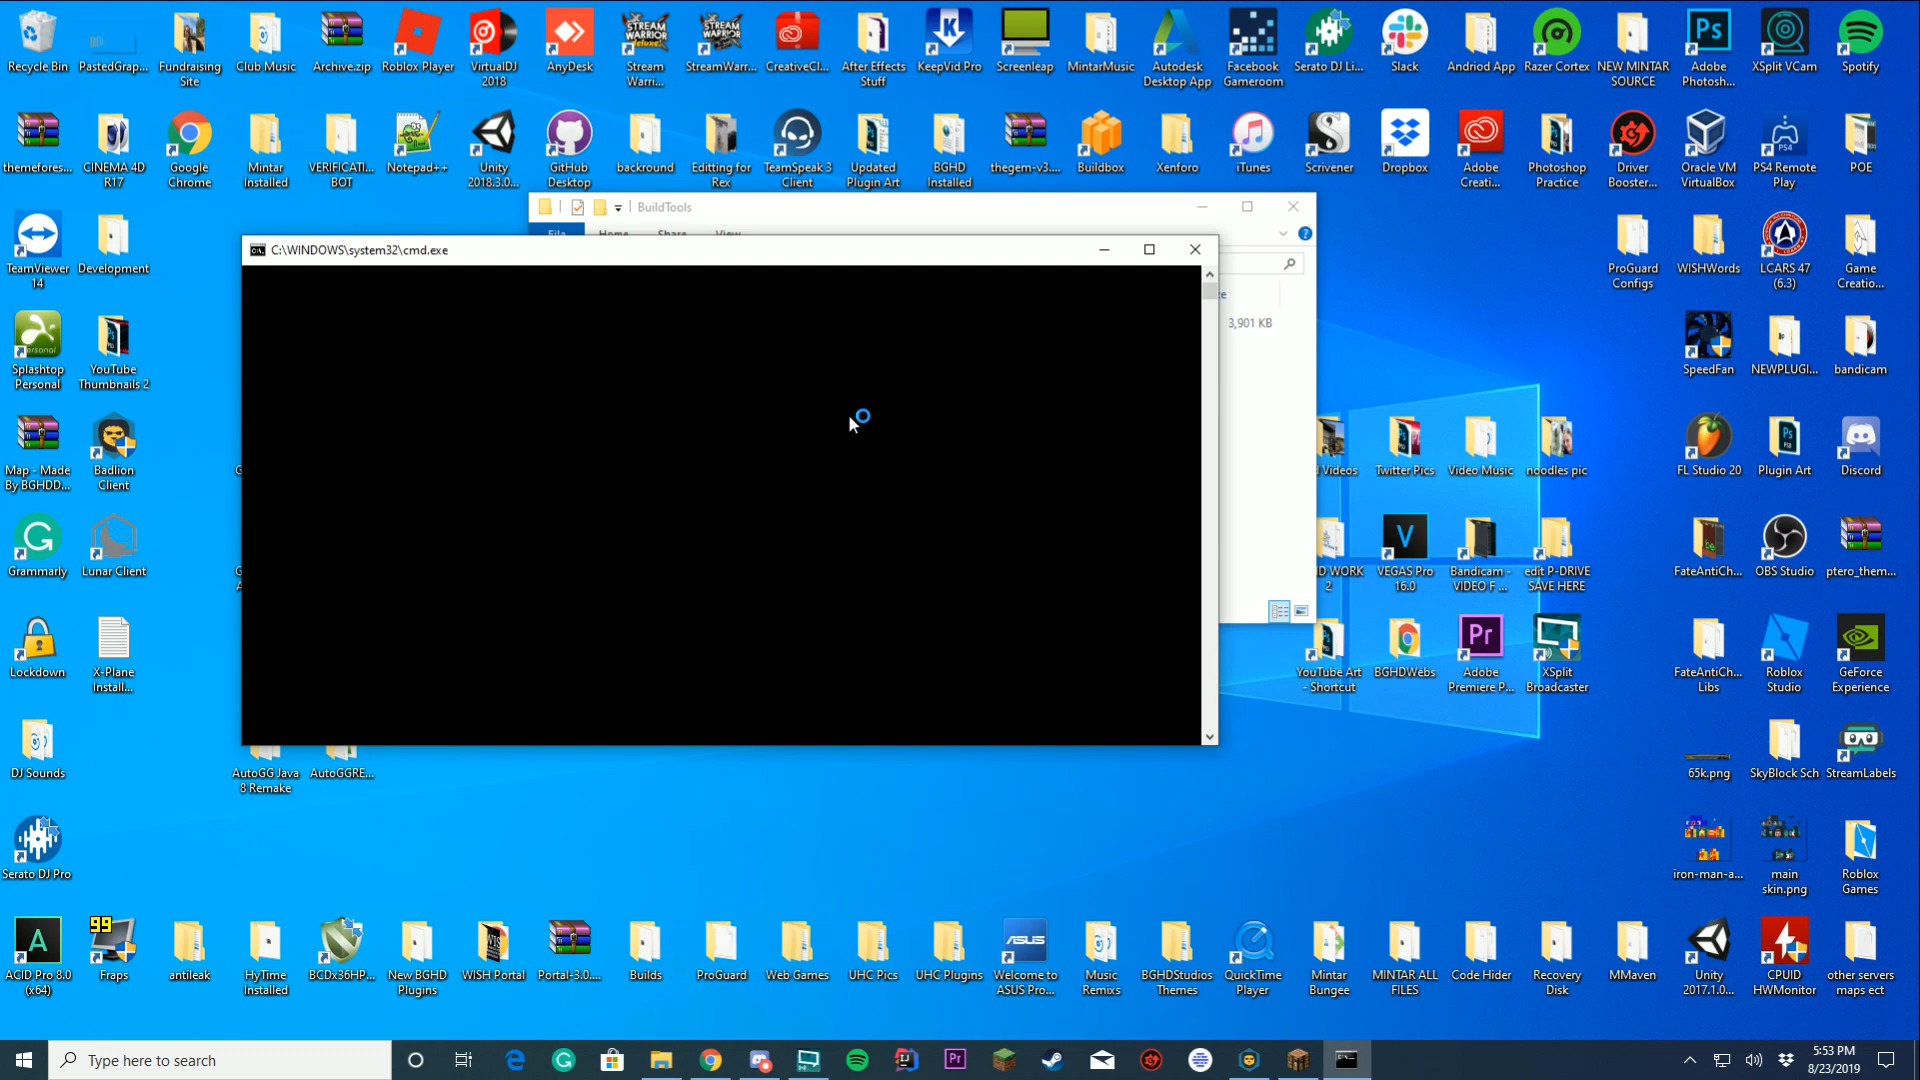 Recycle Bin
PastedGrap...
Fundraising
Site
Club Music
Archive.zip
Roblox Player
VirtualDJ
2018
AnyDesk
Stream
Warri...
StreamWarr...
CreativeCl...
After Effects
Stuff
KeepVid Pro
Screenleap
MintarMusic
Autodesk
Desktop App
Facebook
Gameroom
Serato DJ Li...
Slack
Andriod App
Razer Cortex
NEW MINTAR
SOURCE
Adobe
Photosh...
XSplit VCam
Spotify
themefores...
CINEMA 4D
R17
Google
Chrome
Mintar
Installed
VERIFICATI...
BOT
Notepad++
Unity
2018.3.0...
GitHub
Desktop
backround
Editting for
Rex
TeamSpeak 3
Client
Updated
Plugin Art
BGHD
Installed
thegem-v3....
Buildbox
Xenforo
iTunes
Scrivener
Dropbox
Adobe
Creati...
Photoshop
Practice
Driver
Booster...
Oracle VM
VirtualBox
PS4 Remote
Play
POE
BuildTools
File
Home
Share
View
C:\WINDOWS\system32\cmd.exe
3,901 KB
TeamViewer
14
Development
ProGuard
Configs
WISHWords
LCARS 47
(6.3)
Game
Creatio...
Splashtop
Personal
YouTube
Thumbnails 2
SpeedFan
NEWPLUGI...
bandicam
Map - Made
By BGHDD...
Badlion
Client
Videos
Twitter Pics
Video Music
noodles pic
FL Studio 20
Plugin Art
Discord
Grammarly
Lunar Client
D WORK
2
VEGAS Pro
16.0
Bandicam -
VIDEO F ...
edit P-DRIVE
SAVE HERE
FateAntiCh...
OBS Studio
ptero_them...
Lockdown
X-Plane
Install...
YouTube Art
- Shortcut
BGHDWebs
Adobe
Premiere P...
XSplit
Broadcaster
FateAntiCh...
Libs
Roblox
Studio
GeForce
Experience
DJ Sounds
AutoGG Java
8 Remake
AutoGGRE...
65k.png
SkyBlock Sch
StreamLabels
Serato DJ Pro
iron-man-a...
main
skin.png
Roblox
Games
ACID Pro 8.0
(x64)
99
Fraps
antileak
HyTime
Installed
BCDx36HP...
New BGHD
Plugins
WISH Portal
Portal-3.0....
Builds
ProGuard
Web Games
UHC Pics
UHC Plugins
Welcome to
ASUS Pro...
Music
Remixs
BGHDStudios
Themes
QuickTime
Player
Mintar
Bungee
MINTAR ALL
FILES
Code Hider
Recovery
Disk
MMaven
Unity
2017.1.0...
CPUID
HWMonitor
other servers
maps ect
Type here to search
5:53 PM
8/23/2019